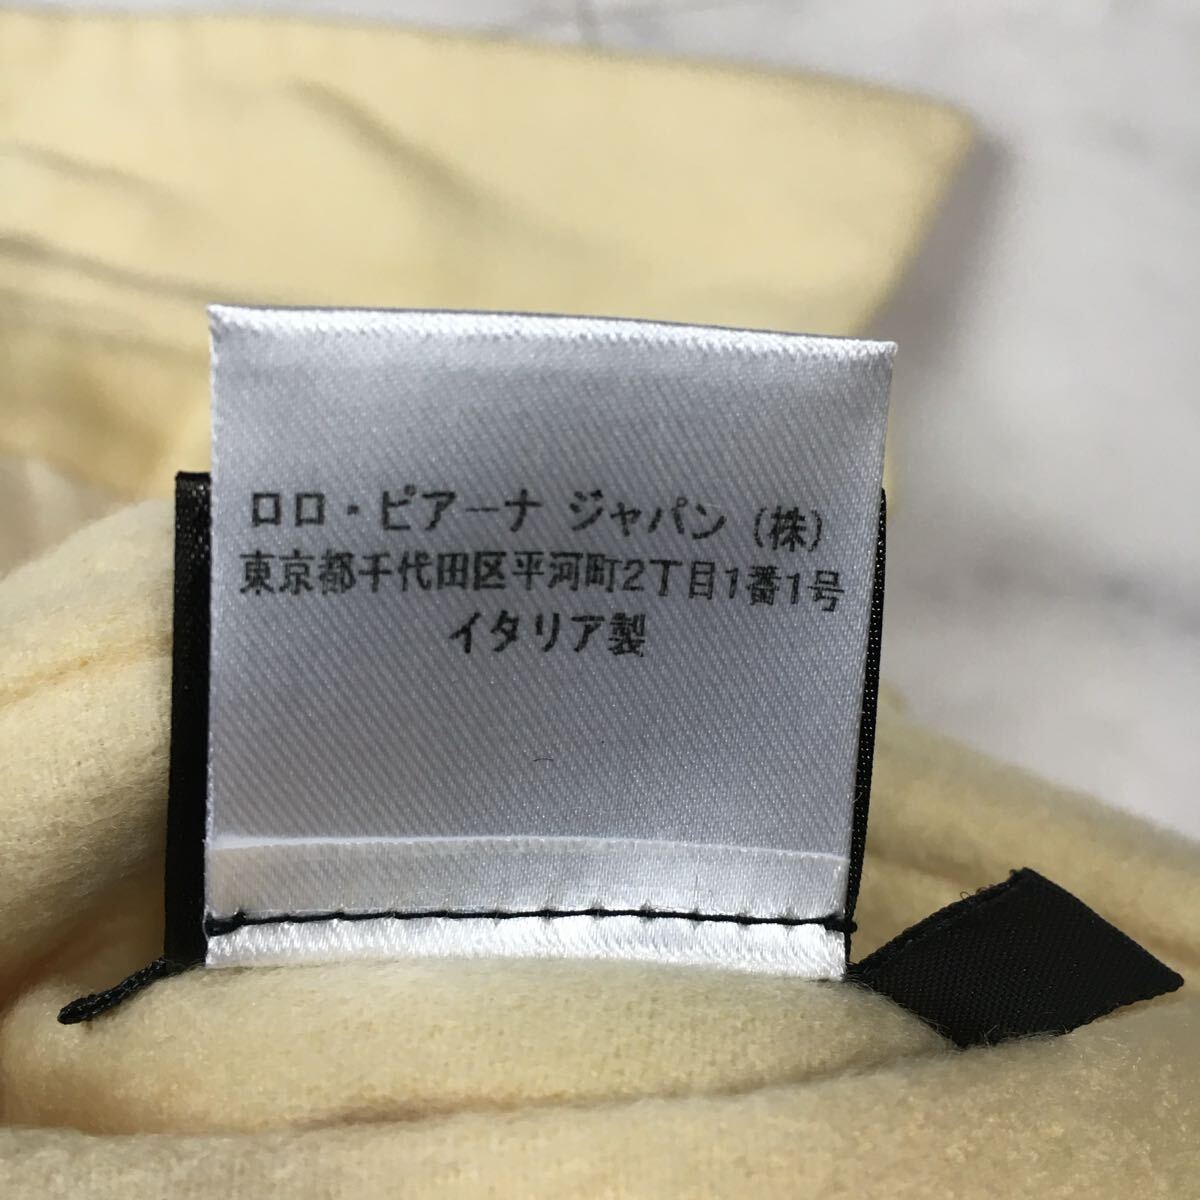 ロロ・ピアーナ ジャパン (株)
東京都千代田区平河町2丁目1番1号
イタリア製